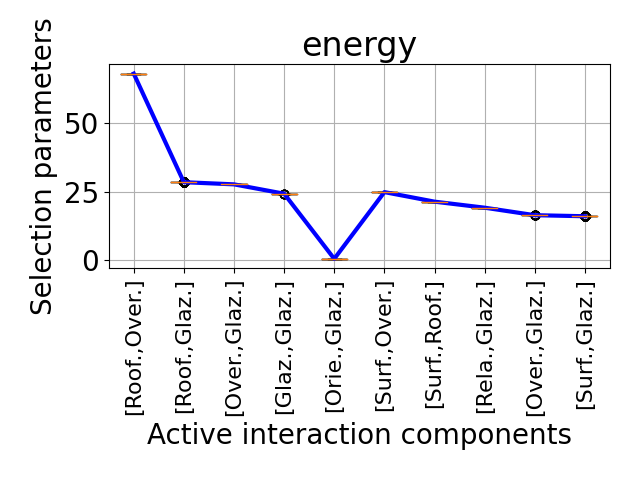 energy
Selection parameters
50
25
0
[Roof.,Over.]
[Roof.,Glaz.]
[Over.,Glaz.]
[Glaz.,Glaz.]
[Orie.,Glaz.]
[Surf.,Over.]
[Surf.,Roof.]
[Rela.,Glaz.]
[Over.,Glaz.]
[Surf.,Glaz.]
Active interaction components